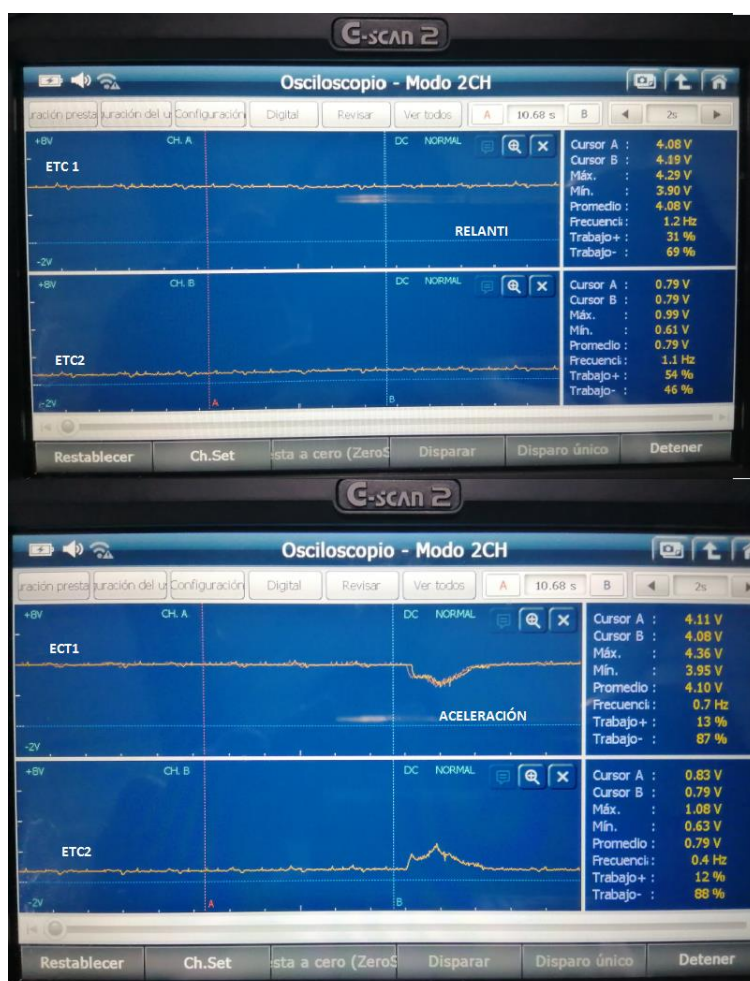 G-scan 2
Osciloscopio - Modo 2CH
ración presta uración del u Configuración Digital Revisar Ver todos A 10.68 s B 2s
+8V CH. A DC NORMAL
ETC 1
RELANTI
-2V
Cursor A : 4.08 V
Cursor B : 4.19 V
Máx. : 4.29 V
Mín. : 3.90 V
Promedio : 4.08 V
Frecuenci: 1.2 Hz
Trabajo+ : 31 %
Trabajo- : 69 %
+8V CH. B DC NORMAL
ETC2
-2V A B
Cursor A : 0.79 V
Cursor B : 0.79 V
Máx. : 0.99 V
Mín. : 0.61 V
Promedio : 0.79 V
Frecuenci: 1.1 Hz
Trabajo+ : 54 %
Trabajo- : 46 %
Restablecer Ch.Set esta a cero (ZeroS Disparar Disparo único Detener
G-scan 2
Osciloscopio - Modo 2CH
ración presta uración del u Configuración Digital Revisar Ver todos A 10.68 s B 2s
+8V CH. A DC NORMAL
ECT1
ACELERACIÓN
-2V
Cursor A : 4.11 V
Cursor B : 4.08 V
Máx. : 4.36 V
Mín. : 3.95 V
Promedio : 4.10 V
Frecuenci: 0.7 Hz
Trabajo+ : 13 %
Trabajo- : 87 %
+8V CH. B DC NORMAL
ETC2
-2V A B
Cursor A : 0.83 V
Cursor B : 0.79 V
Máx. : 1.08 V
Mín. : 0.63 V
Promedio : 0.79 V
Frecuenci: 0.4 Hz
Trabajo+ : 12 %
Trabajo- : 88 %
Restablecer Ch.Set esta a cero (ZeroS Disparar Disparo único Detener